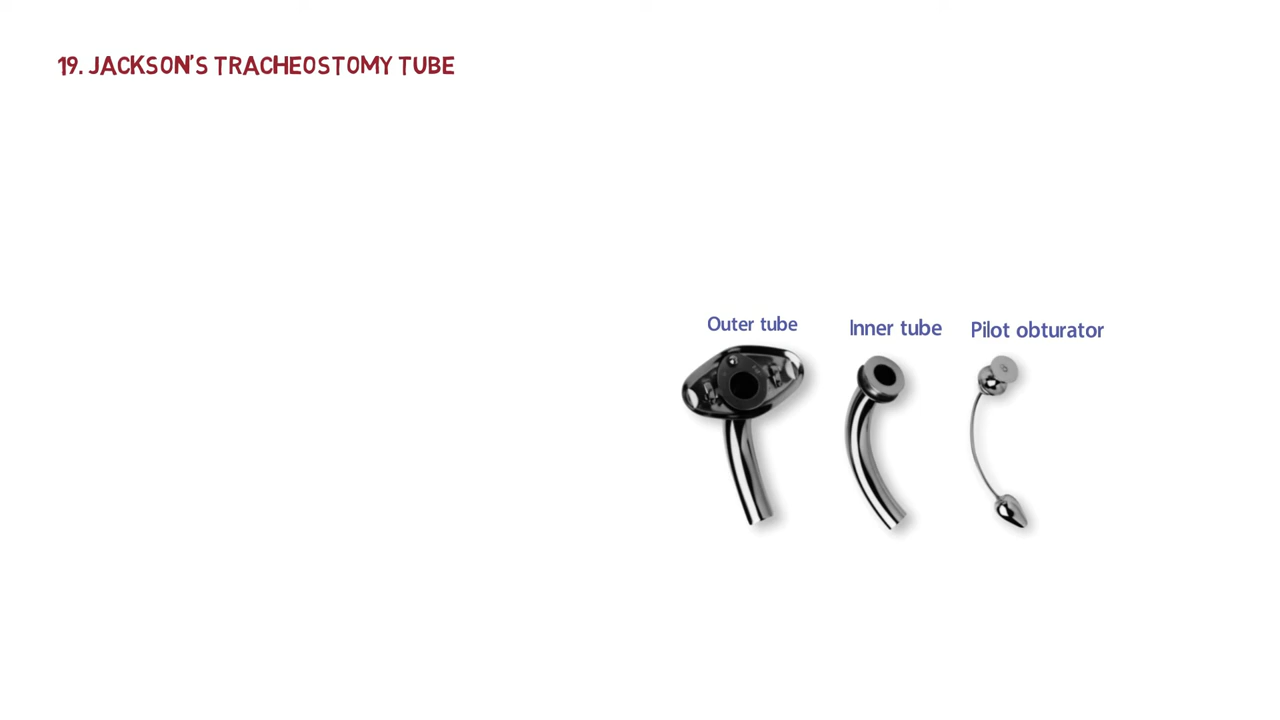 19. JACKSON'S TRACHEOSTOMY TUBE
Outer tube
Inner tube
Pilot obturator